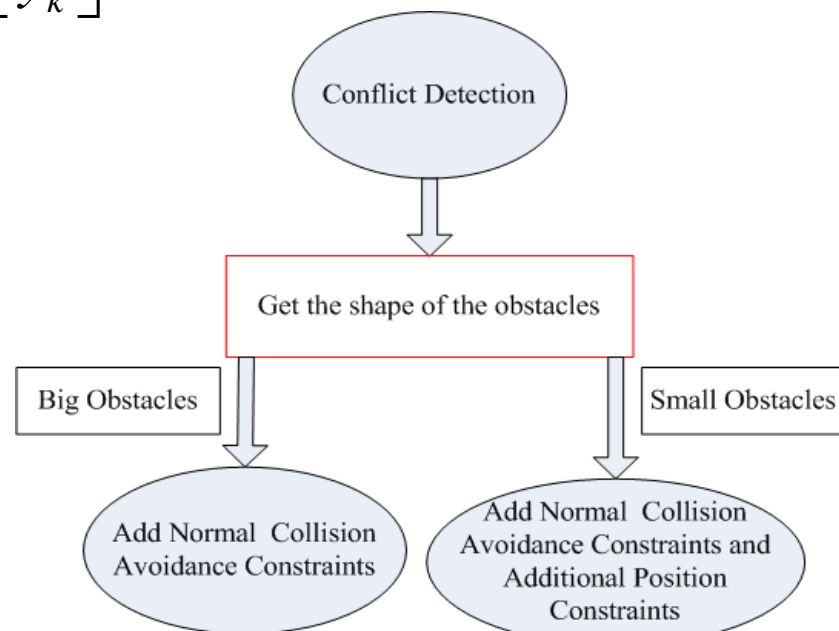 y_k
Conflict Detection
Get the shape of the obstacles
Big Obstacles
Small Obstacles
Add Normal Collision
Avoidance Constraints
Add Normal Collision
Avoidance Constraints and
Additional Position
Constraints